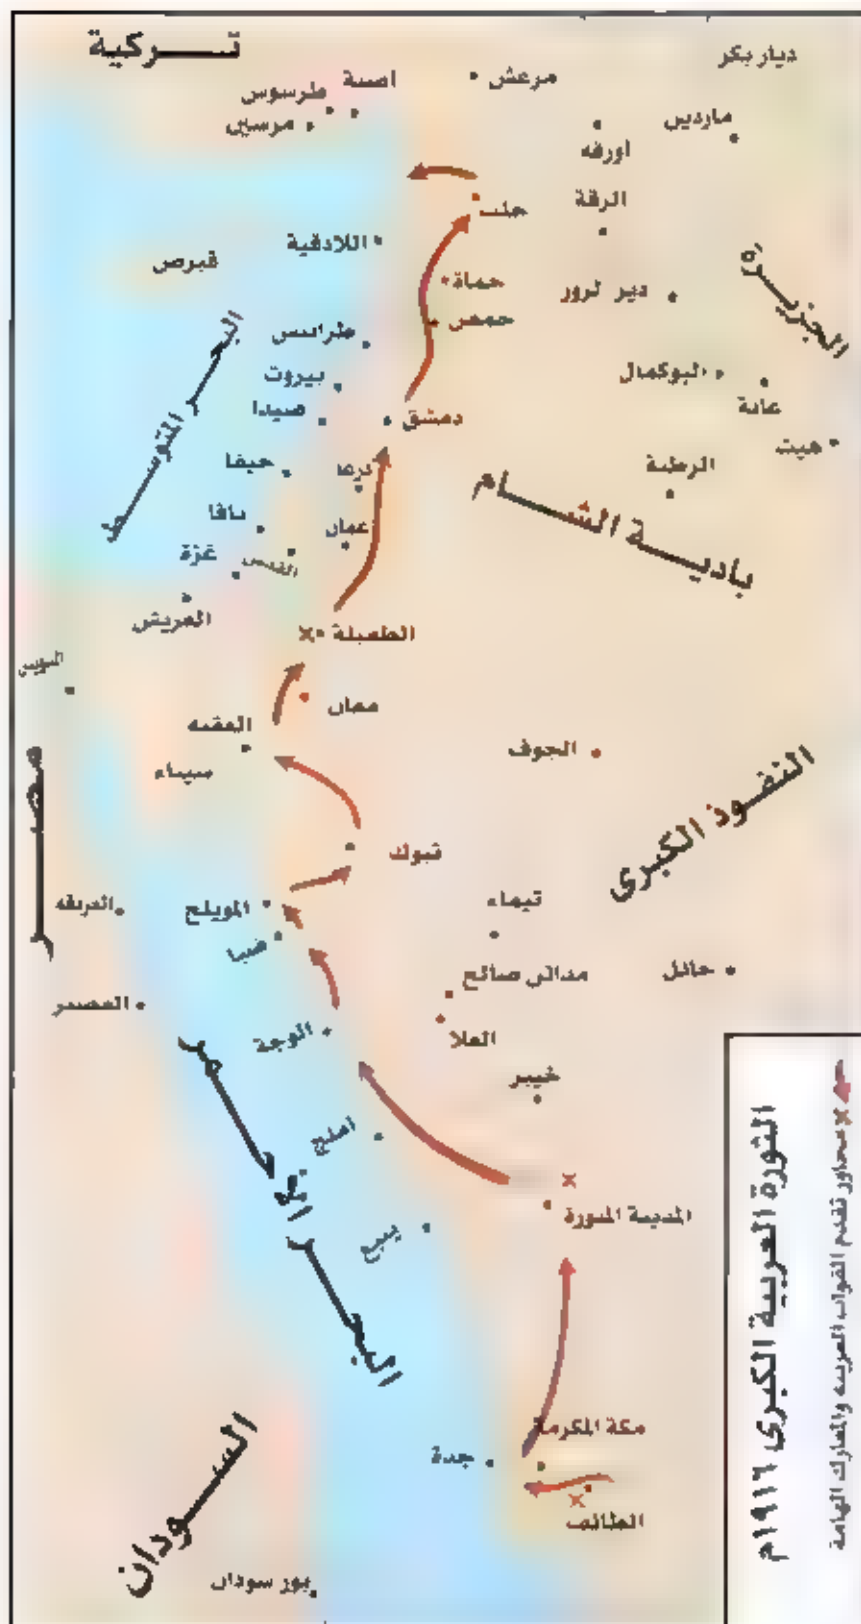 تركية
ديار بكر
مرعش
اضنة
طرسوس
مرسين
ماردين
اورفه
الرقة
حلب
اللاذقية
قبرص
حماة
حمص
دير الزور
الجزيرة
البحر المتوسط
طرابلس
بيروت
صيدا
دمشق
البوكمال
عانة
هيت
الرطبة
حيفا
درعا
بادية الشام
يافا
عمان
القدس
غزة
العريش
الطفيلة
السويس
معان
العقبة
سيناء
الجوف
مصر
النفوذ الكبرى
تبوك
المويلح
تيماء
ضبا
مدائن صالح
حائل
القصير
العلا
الوجة
خيبر
املج
البحر الأحمر
المدينة المنورة
ينبع
مكة المكرمة
جدة
الطائف
السودان
بور سودان
الثورة العربية الكبرى ١٩١٦م
محاور تقدم القوات العربية والمعارك الهامة